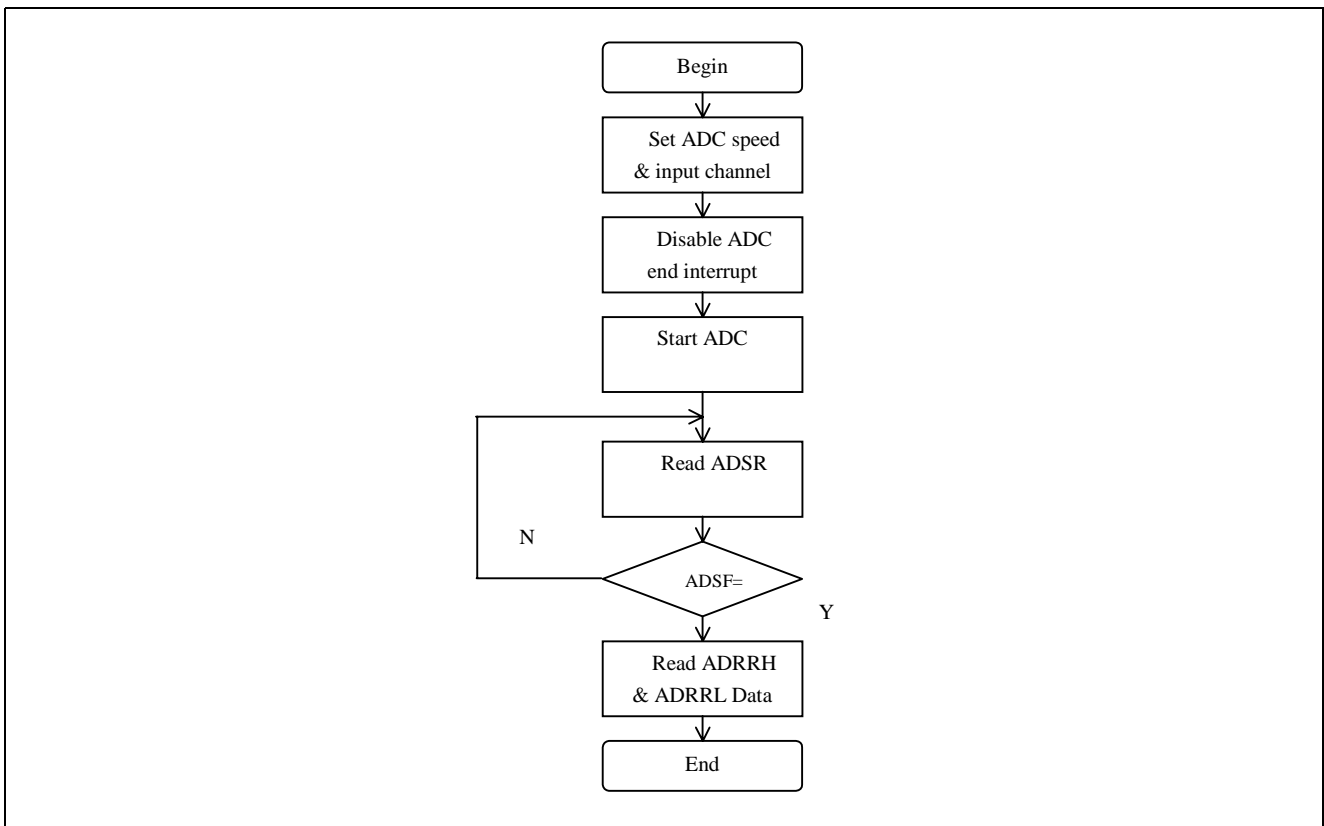 Begin
Set ADC speed
& input channel
Disable ADC
end interrupt
Start ADC
Read ADSR
N
ADSF=
Y
Read ADRRH
& ADRRL Data
End